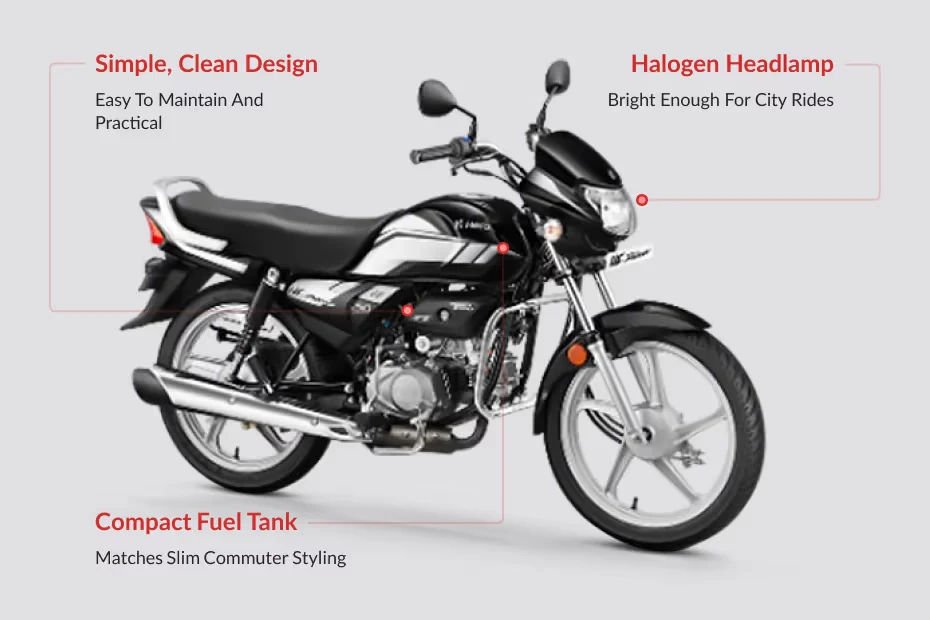 Simple, Clean Design
Easy To Maintain And
Practical
Halogen Headlamp
Bright Enough For City Rides
Compact Fuel Tank
Matches Slim Commuter Styling